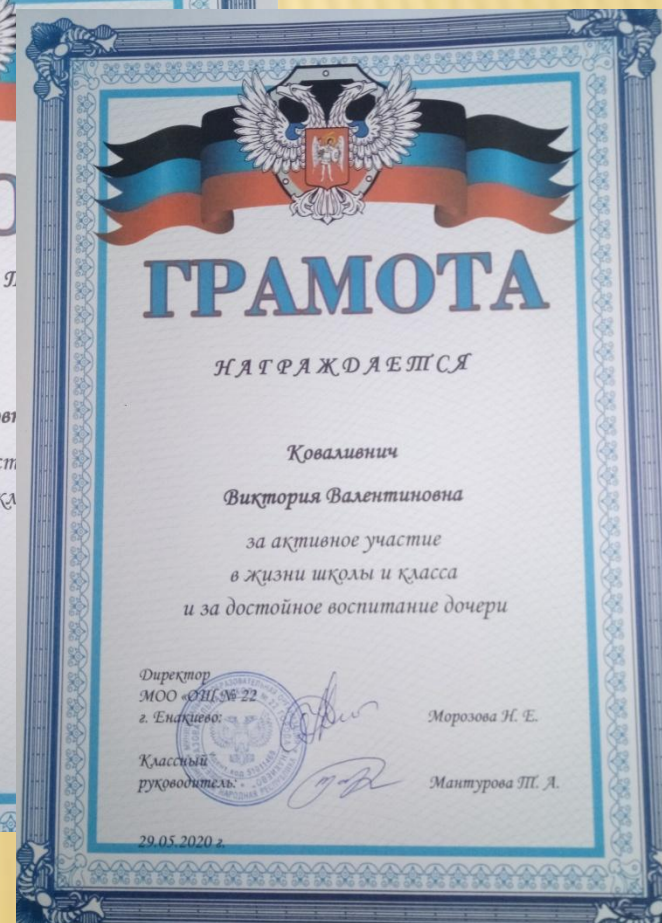 ГРАМОТА
НАГРАЖДАЕТСЯ
Коваливнич
Виктория Валентиновна
за активное участие
в жизни школы и класса
и за достойное воспитание дочери
Директор
МОО «ОШ № 22
г. Енакиево:
Морозова Н. Е.
Классный
руководитель:
Мантурова Т. А.
29.05.2020 г.